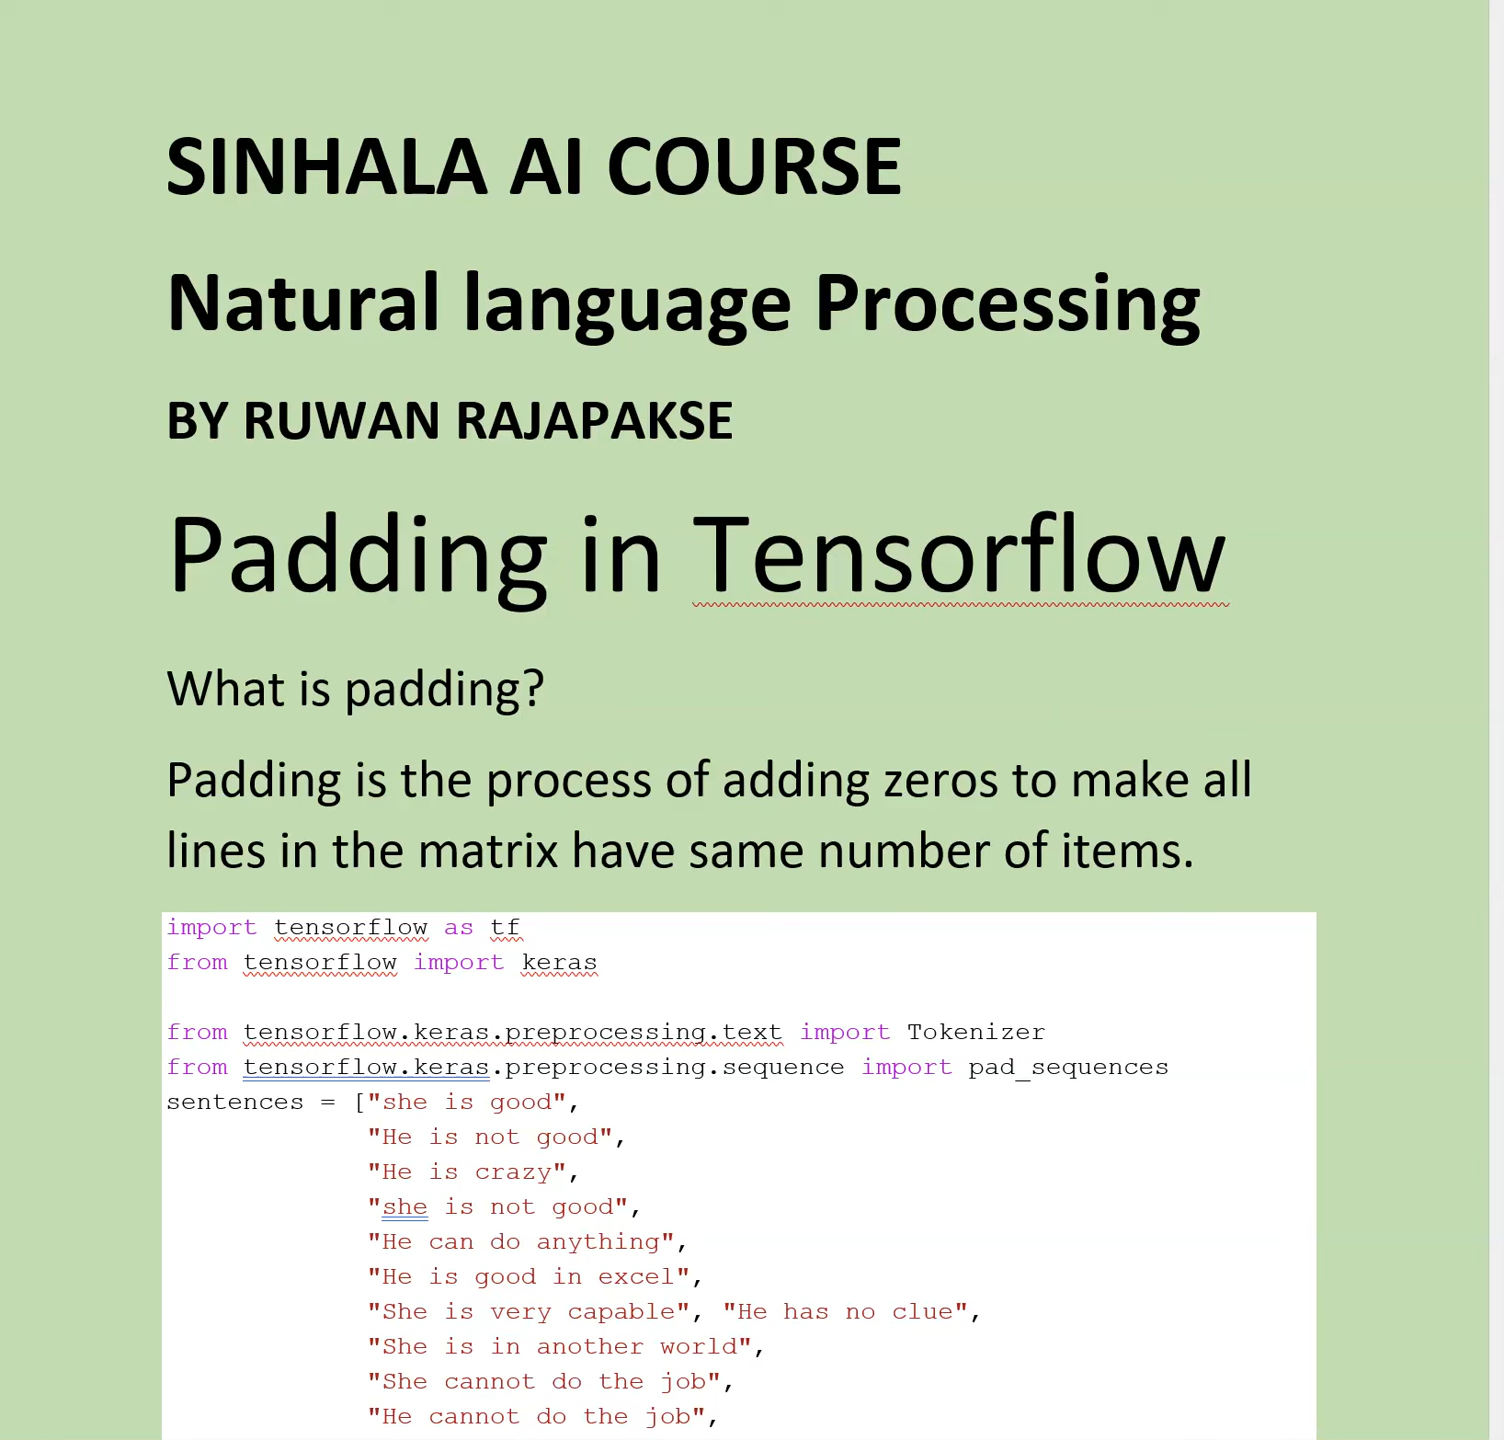 SINHALA AI COURSE
Natural language Processing
BY RUWAN RAJAPAKSE
Padding in Tensorflow
What is padding?
Padding is the process of adding zeros to make all
lines in the matrix have same number of items.
import tensorflow as tf
from tensorflow import keras
from tensorflow.keras.preprocessing.text import Tokenizer
from tensorflow.keras.preprocessing.sequence import pad_sequences
sentences = ["she is good",
"He is not good",
"He is crazy",
"she is not good",
"He can do anything",
"He is good in excel",
"She is very capable", "He has no clue",
"She is in another world",
"She cannot do the job",
"He cannot do the job",